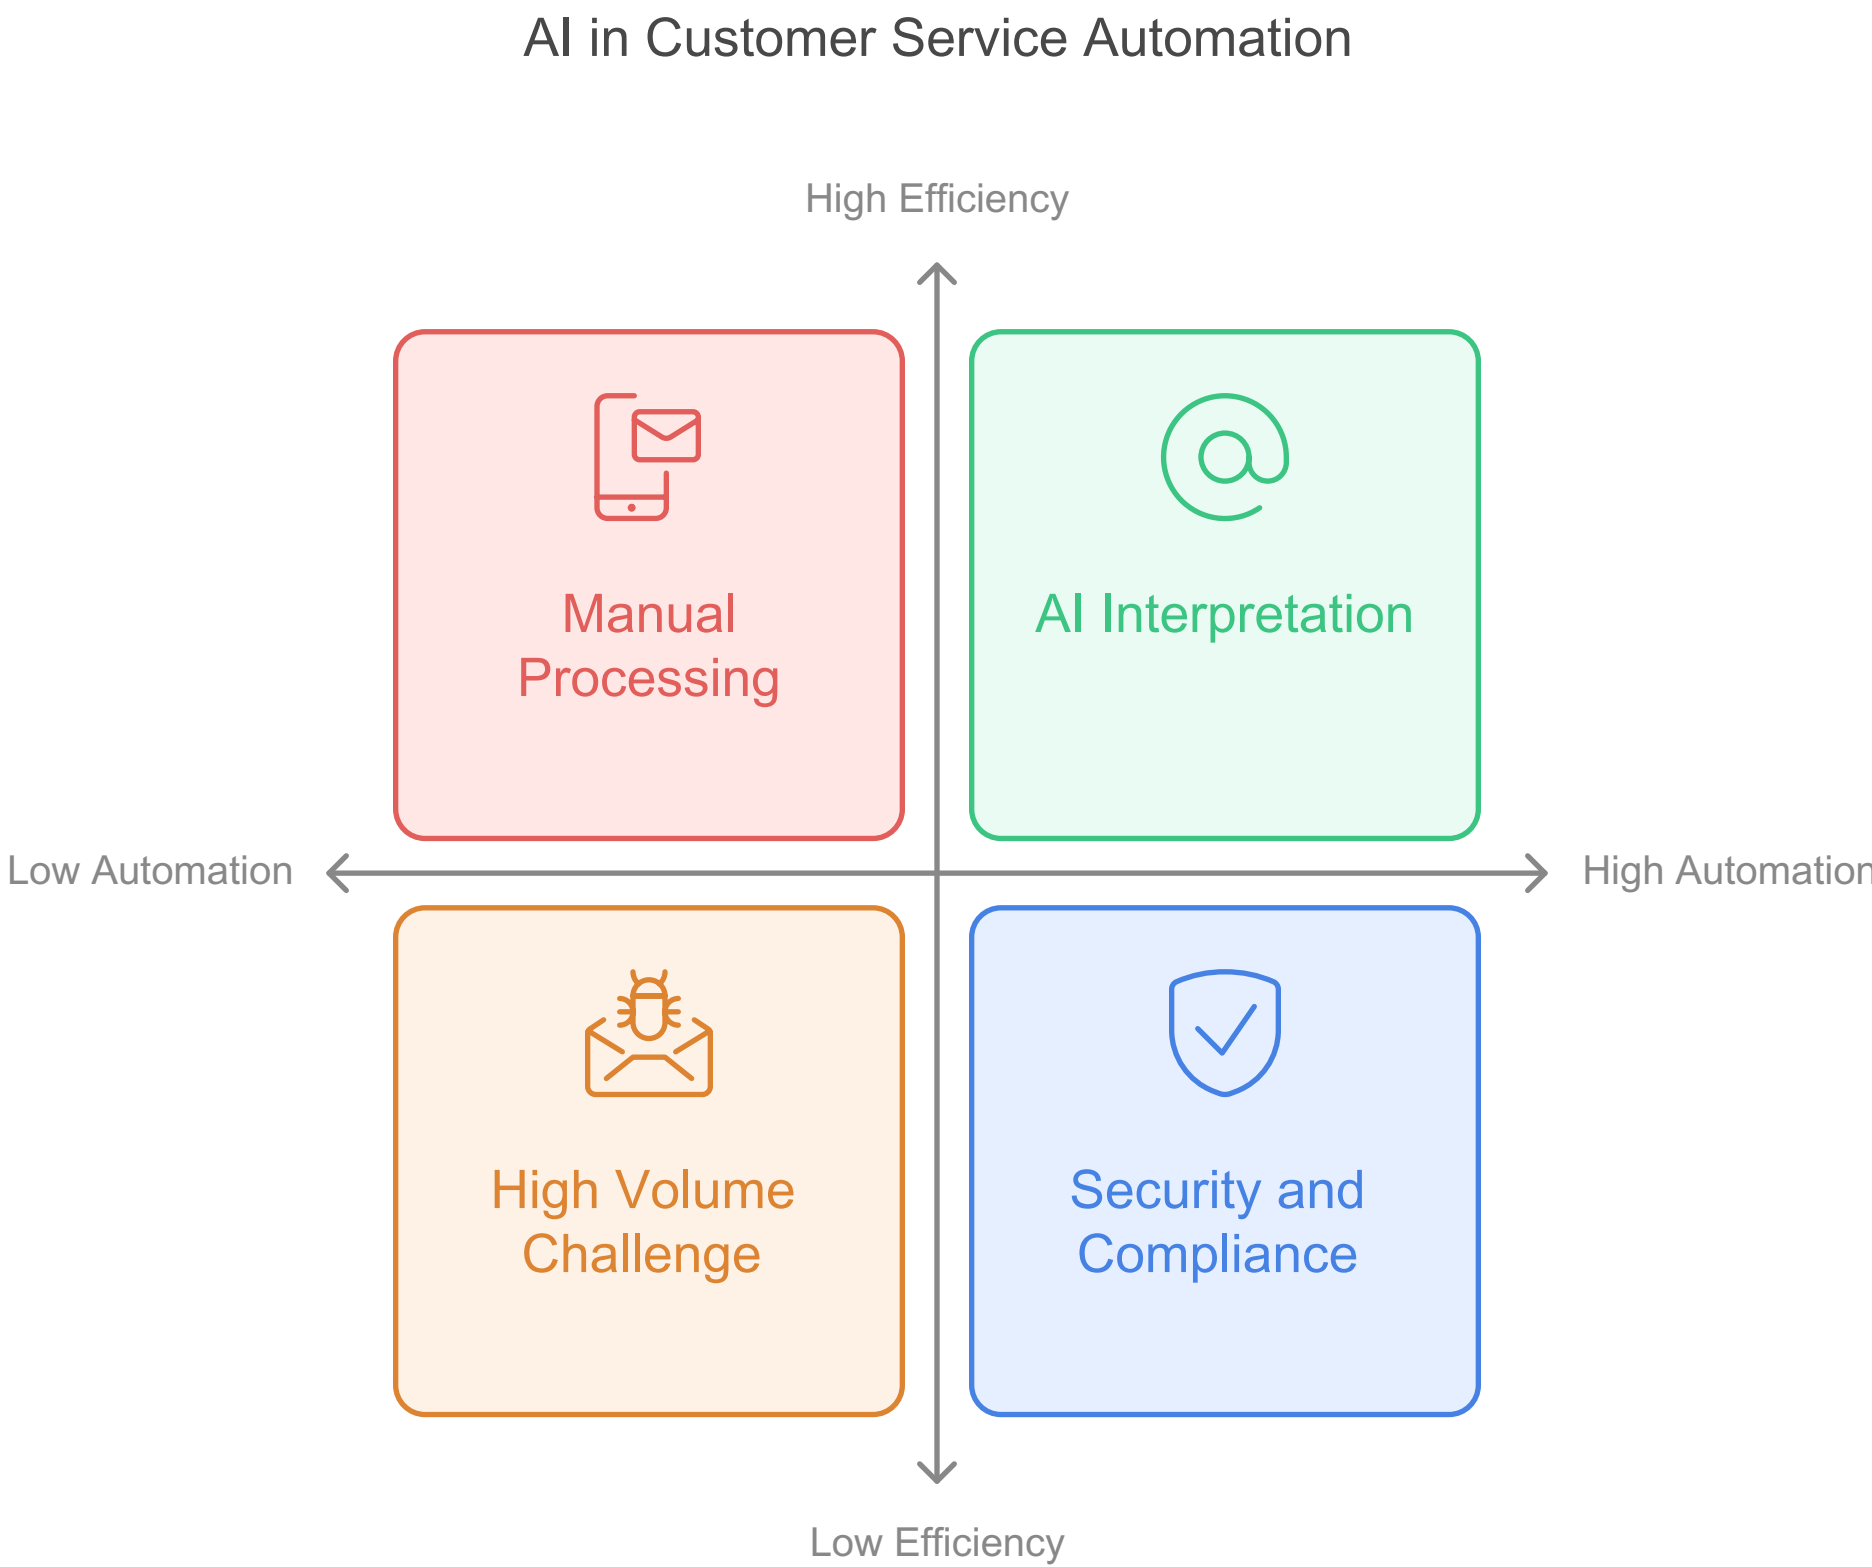 AI in Customer Service Automation
High Efficiency
Manual
Processing
AI Interpretation
Low Automation
High Automation
High Volume
Challenge
Security and
Compliance
Low Efficiency